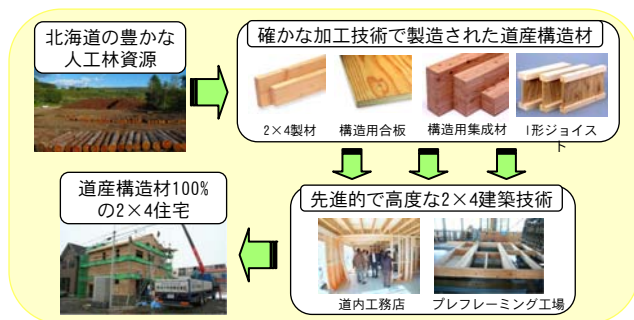 北海道の豊かな
人工林資源
確かな加工技術で製造された道産構造材
2×4製材
構造用合板
構造用集成材
I形ジョイス
ト
道産構造材100%
の2×4住宅
先進的で高度な2×4建築技術
道内工務店
プレフレーミング工場